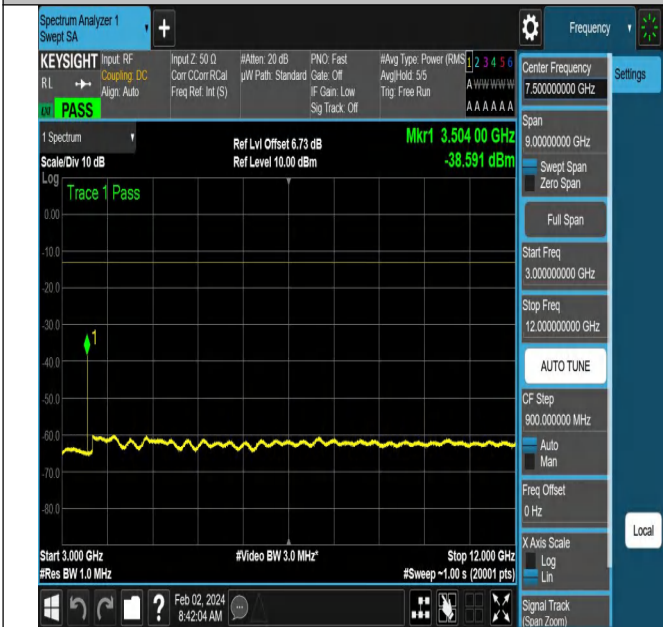 Spectrum Analyzer 1
Swept SA
+
Frequency
KEYSIGHT
RL
Input: RF
Coupling: DC
Align: Auto
Input Z: 50 Ω
Corr CCorr RCal
Freq Ref: Int (S)
#Atten: 20 dB
µW Path: Standard
PNO: Fast
Gate: Off
IF Gain: Low
Sig Track: Off
#Avg Type: Power (RMS)
Avg|Hold: 5/5
Trig: Free Run
1 2 3 4 5 6
A W W W W W
A A A A A A
PASS
1 Spectrum
Scale/Div 10 dB
Ref Lvl Offset 6.73 dB
Ref Level 10.00 dBm
Mkr1 3.504 00 GHz
-38.591 dBm
Log
Trace 1 Pass
0.00
-10.0
-20.0
-30.0
1
-40.0
-50.0
-60.0
-70.0
-80.0
Start 3.000 GHz
#Res BW 1.0 MHz
#Video BW 3.0 MHz*
Stop 12.000 GHz
#Sweep ~1.00 s (20001 pts)
?
Feb 02, 2024
8:42:04 AM
Center Frequency
7.500000000 GHz
Settings
Span
9.00000000 GHz
Swept Span
Zero Span
Full Span
Start Freq
3.000000000 GHz
Stop Freq
12.000000000 GHz
AUTO TUNE
CF Step
900.000000 MHz
Auto
Man
Freq Offset
0 Hz
Local
X Axis Scale
Log
Lin
Signal Track
(Span Zoom)